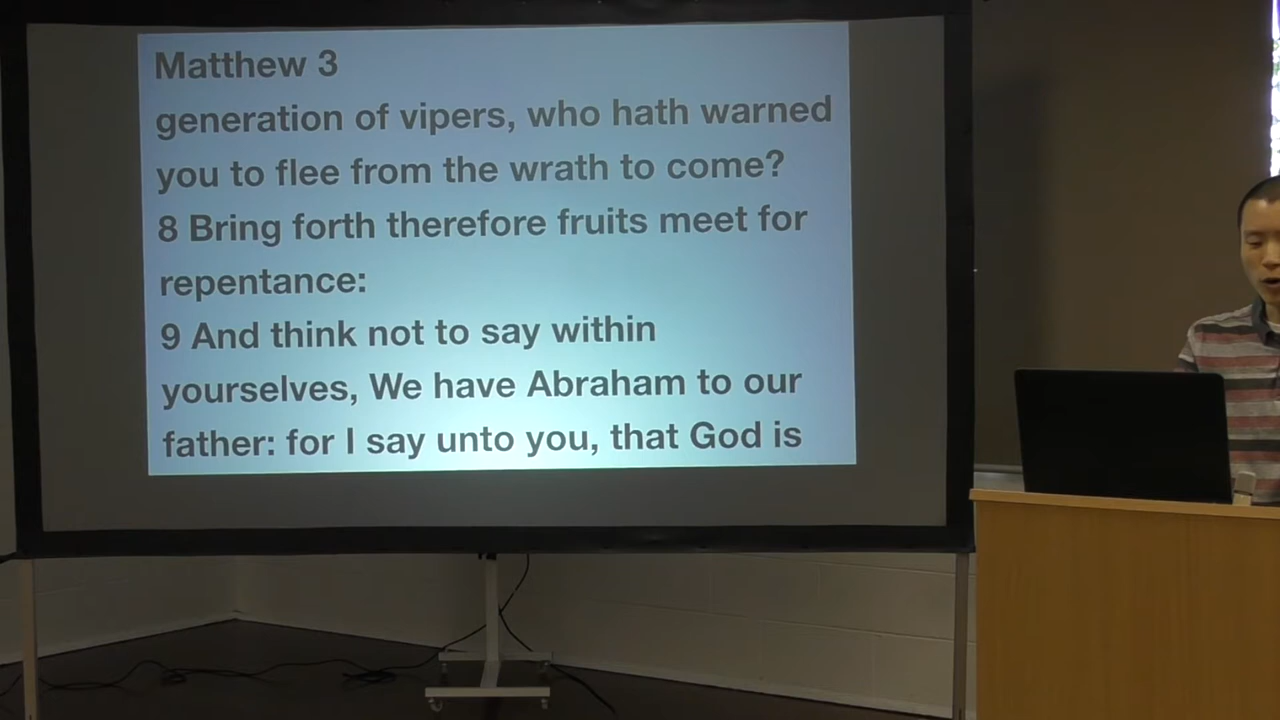 Matthew 3
generation of vipers, who hath warned
you to flee from the wrath to come?
8 Bring forth therefore fruits meet for
repentance:
9 And think not to say within
yourselves, We have Abraham to our
father: for I say unto you, that God is